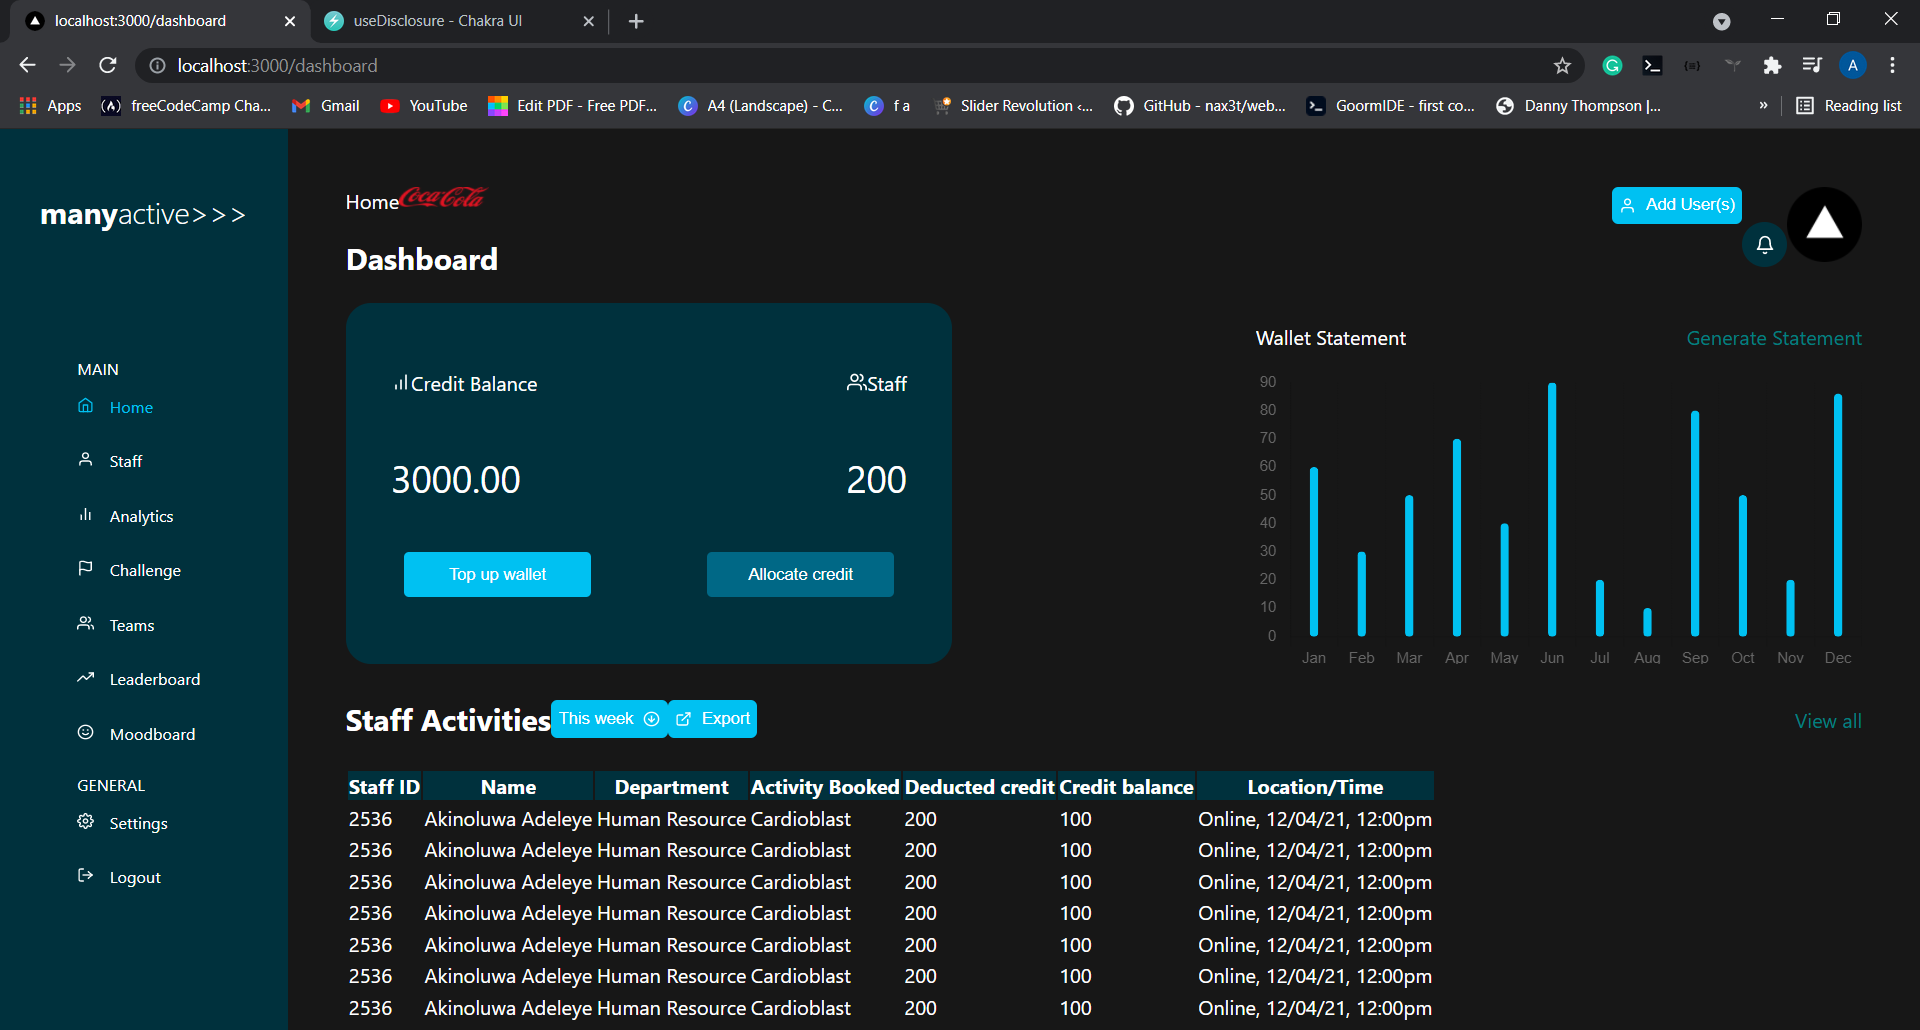 localhost:3000/dashboard
useDisclosure - Chakra UI
localhost:3000/dashboard
A
Apps
freeCodeCamp Cha...
Gmail
YouTube
Edit PDF - Free PDF...
A4 (Landscape) - C...
f a
Slider Revolution ‹...
GitHub - nax3t/web...
GoormIDE - first co...
Danny Thompson |...
»
Reading list
manyactive>>>
MAIN
Home
Staff
Analytics
Challenge
Teams
Leaderboard
Moodboard
GENERAL
Settings
Logout
Home Coca-Cola
Add User(s)
Dashboard
Credit Balance
Staff
3000.00
200
Top up wallet
Allocate credit
Wallet Statement
Generate Statement
90
80
70
60
50
40
30
20
10
0
Jan Feb Mar Apr May Jun Jul Aug Sep Oct Nov Dec
Staff Activities
This week
Export
View all
Staff ID Name Department Activity Booked Deducted credit Credit balance Location/Time
2536 Akinoluwa Adeleye Human Resource Cardioblast 200 100 Online, 12/04/21, 12:00pm
2536 Akinoluwa Adeleye Human Resource Cardioblast 200 100 Online, 12/04/21, 12:00pm
2536 Akinoluwa Adeleye Human Resource Cardioblast 200 100 Online, 12/04/21, 12:00pm
2536 Akinoluwa Adeleye Human Resource Cardioblast 200 100 Online, 12/04/21, 12:00pm
2536 Akinoluwa Adeleye Human Resource Cardioblast 200 100 Online, 12/04/21, 12:00pm
2536 Akinoluwa Adeleye Human Resource Cardioblast 200 100 Online, 12/04/21, 12:00pm
2536 Akinoluwa Adeleye Human Resource Cardioblast 200 100 Online, 12/04/21, 12:00pm